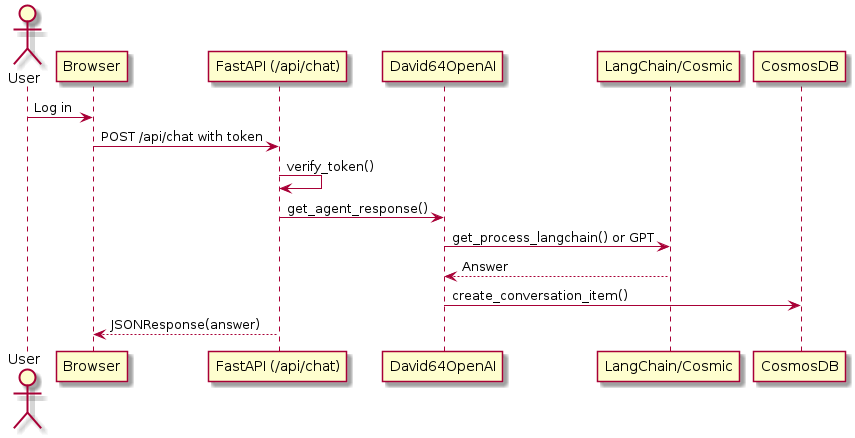 User
Browser
FastAPI (/api/chat)
David64OpenAI
LangChain/Cosmic
CosmosDB
Log in
POST /api/chat with token
verify_token()
get_agent_response()
get_process_langchain() or GPT
Answer
create_conversation_item()
JSONResponse(answer)
User
Browser
FastAPI (/api/chat)
David64OpenAI
LangChain/Cosmic
CosmosDB